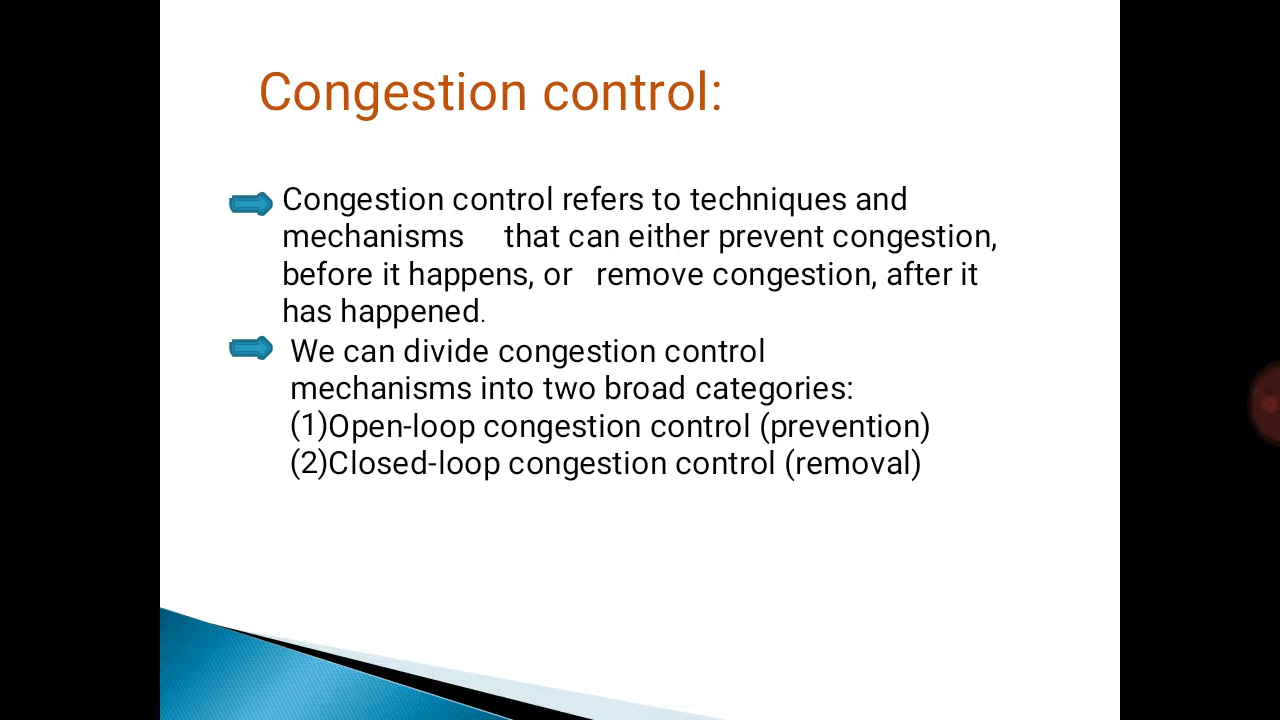 Congestion control:
Congestion control refers to techniques and
mechanisms that can either prevent congestion,
before it happens, or remove congestion, after it
has happened.
We can divide congestion control
mechanisms into two broad categories:
(1)Open-loop congestion control (prevention)
(2)Closed-loop congestion control (removal)